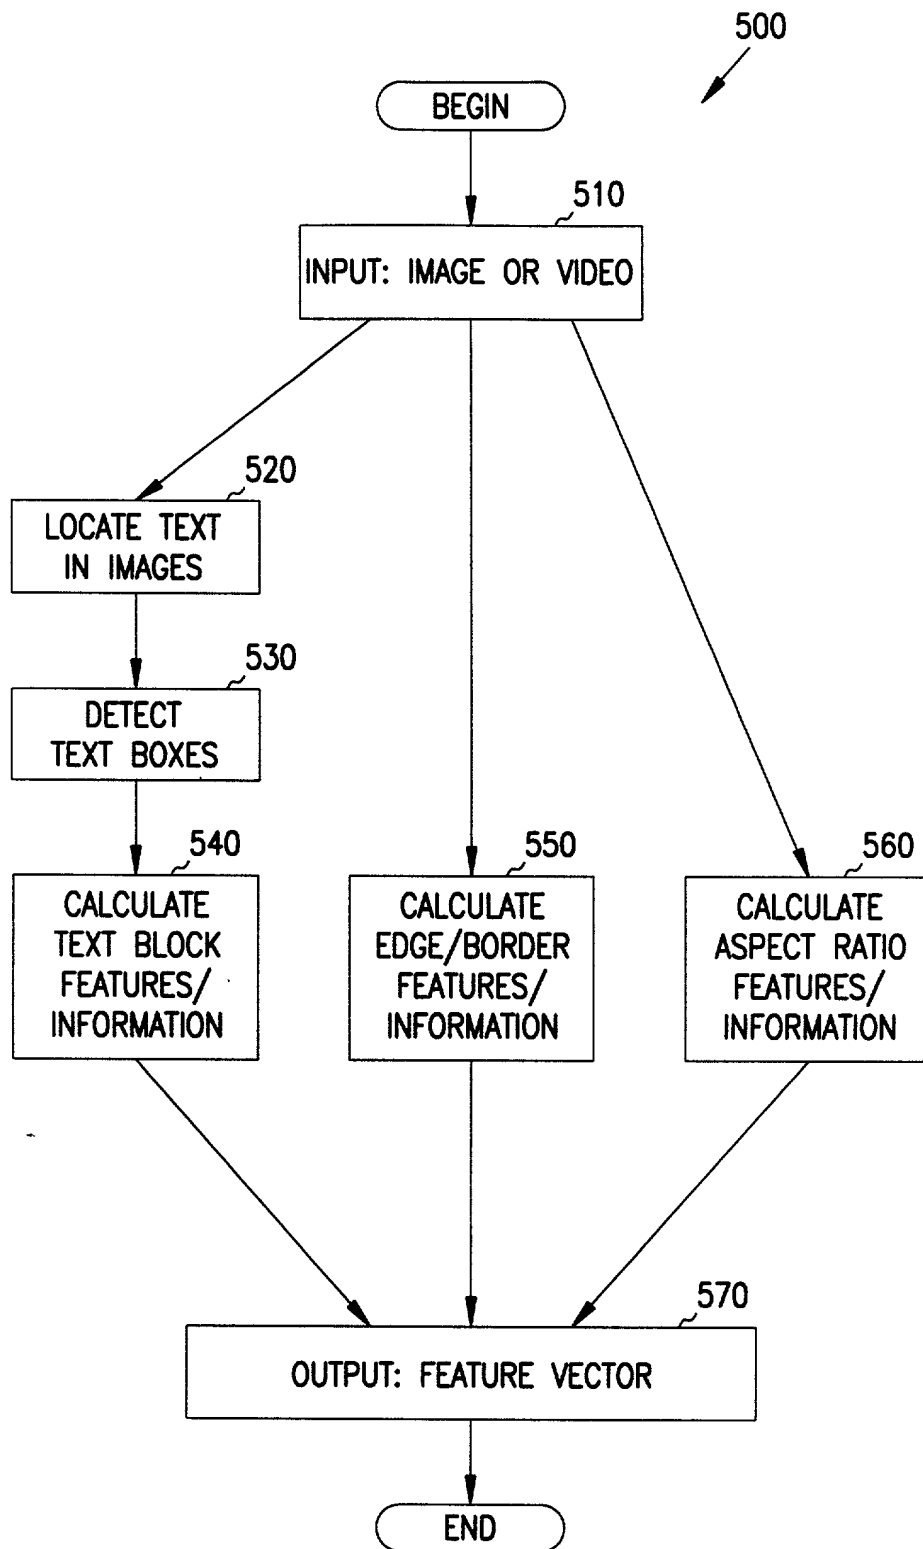 500
BEGIN
510
INPUT: IMAGE OR VIDEO
520
LOCATE TEXT
IN IMAGES
530
DETECT
TEXT BOXES
540
CALCULATE
TEXT BLOCK
FEATURES/
INFORMATION
550
CALCULATE
EDGE/BORDER
FEATURES/
INFORMATION
560
CALCULATE
ASPECT RATIO
FEATURES/
INFORMATION
570
OUTPUT: FEATURE VECTOR
END